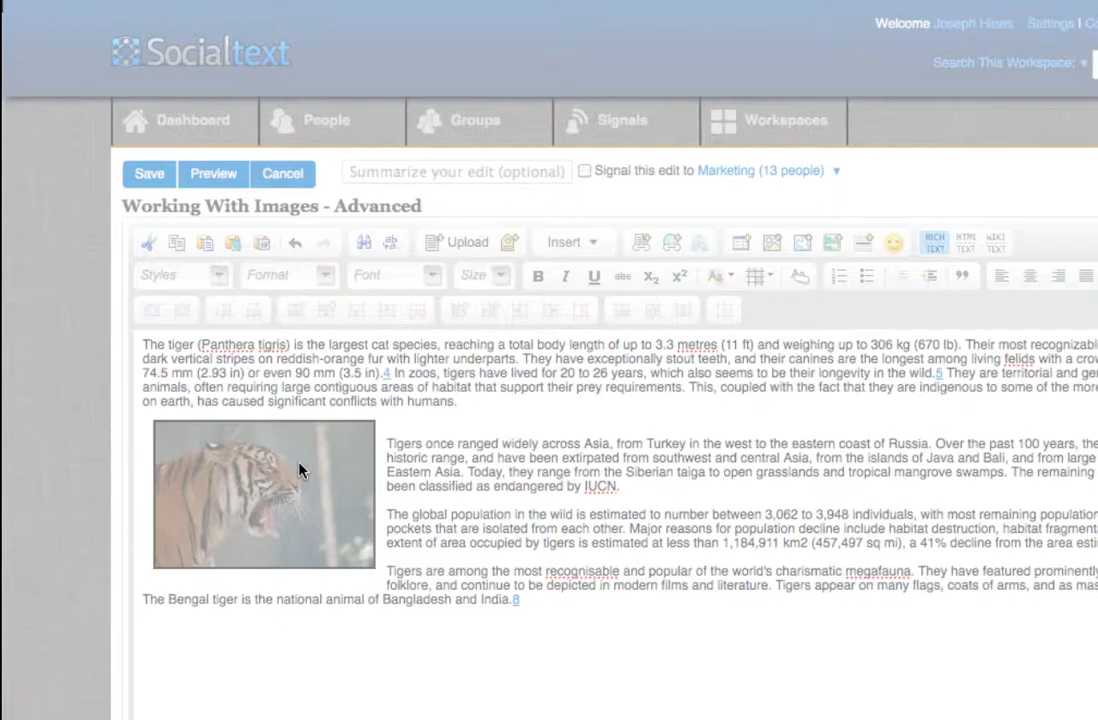 Welcome Joseph Hines Settings |
Socialtext
Search This Workspace:
Dashboard People Groups Signals Workspaces
Save Preview Cancel Summarize your edit (optional) Signal this edit to Marketing (13 people)
Working With Images - Advanced
Upload Insert RICH TEXT HTML TEXT WIKI TEXT
Styles Format Font Size B I U abc X2 X2 Aa
The tiger (Panthera tigris) is the largest cat species, reaching a total body length of up to 3.3 metres (11 ft) and weighing up to 306 kg (670 lb). Their most
dark vertical stripes on reddish-orange fur with lighter underparts. They have exceptionally stout teeth, and their canines are the longest among living felids with a
74.5 mm (2.93 in) or even 90 mm (3.5 in).4 In zoos, tigers have lived for 20 to 26 years, which also seems to be their longevity in the wild.5 They are territorial and
animals, often requiring large contiguous areas of habitat that support their prey requirements. This, coupled with the fact that they are indigenous to some of the
on earth, has caused significant conflicts with humans.
Tigers once ranged widely across Asia, from Turkey in the west to the eastern coast of Russia. Over the past 100 years,
historic range, and have been extirpated from southwest and central Asia, from the islands of Java and Bali, and from
Eastern Asia. Today, they range from the Siberian taiga to open grasslands and tropical mangrove swamps. The remaining
been classified as endangered by IUCN.
The global population in the wild is estimated to number between 3,062 to 3,948 individuals, with most remaining
pockets that are isolated from each other. Major reasons for population decline include habitat destruction, habitat
extent of area occupied by tigers is estimated at less than 1,184,911 km2 (457,497 sq mi), a 41% decline from the area
Tigers are among the most recognisable and popular of the world's charismatic megafauna. They have featured prominently
folklore, and continue to be depicted in modern films and literature. Tigers appear on many flags, coats of arms, and as
The Bengal tiger is the national animal of Bangladesh and India.8